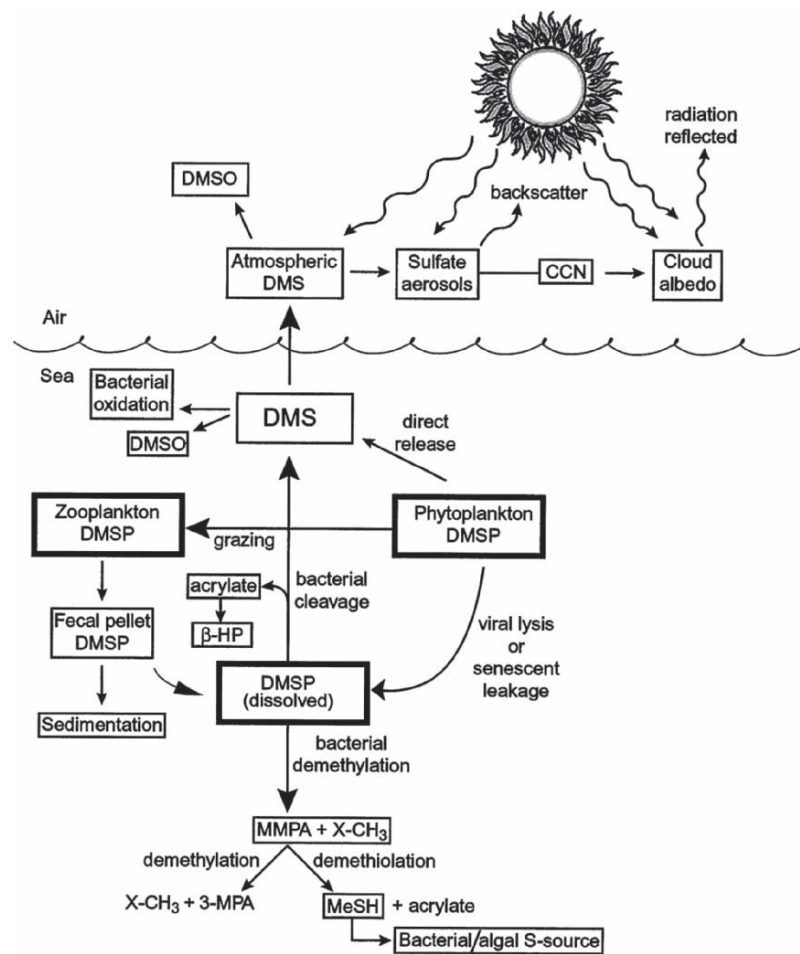 radiation
reflected
DMSO
backscatter
Atmospheric
DMS
Sulfate
aerosols
CCN
Cloud
albedo
Air
Sea
Bacterial
oxidation
DMS
DMSO
direct
release
Zooplankton
DMSP
grazing
Phytoplankton
DMSP
acrylate
β-HP
bacterial
cleavage
Fecal pellet
DMSP
viral lysis
or
senescent
leakage
DMSP
(dissolved)
Sedimentation
bacterial
demethylation
MMPA + X-CH₃
demethylation
demethiolation
X-CH₃ + 3-MPA
MeSH + acrylate
Bacterial/algal S-source